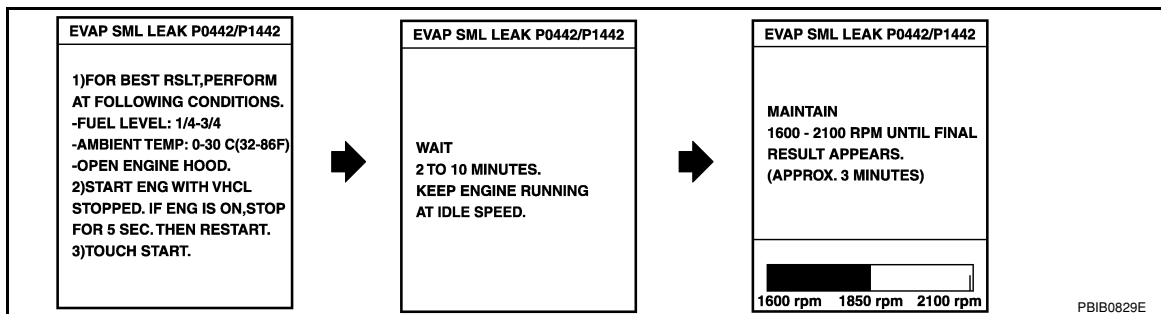 EVAP SML LEAK P0442/P1442
1)FOR BEST RSLT,PERFORM
AT FOLLOWING CONDITIONS.
-FUEL LEVEL: 1/4-3/4
-AMBIENT TEMP: 0-30 C(32-86F)
-OPEN ENGINE HOOD.
2)START ENG WITH VHCL
STOPPED. IF ENG IS ON,STOP
FOR 5 SEC. THEN RESTART.
3)TOUCH START.
EVAP SML LEAK P0442/P1442
WAIT
2 TO 10 MINUTES.
KEEP ENGINE RUNNING
AT IDLE SPEED.
EVAP SML LEAK P0442/P1442
MAINTAIN
1600 - 2100 RPM UNTIL FINAL
RESULT APPEARS.
(APPROX. 3 MINUTES)
1600 rpm 1850 rpm 2100 rpm
PBIB0829E